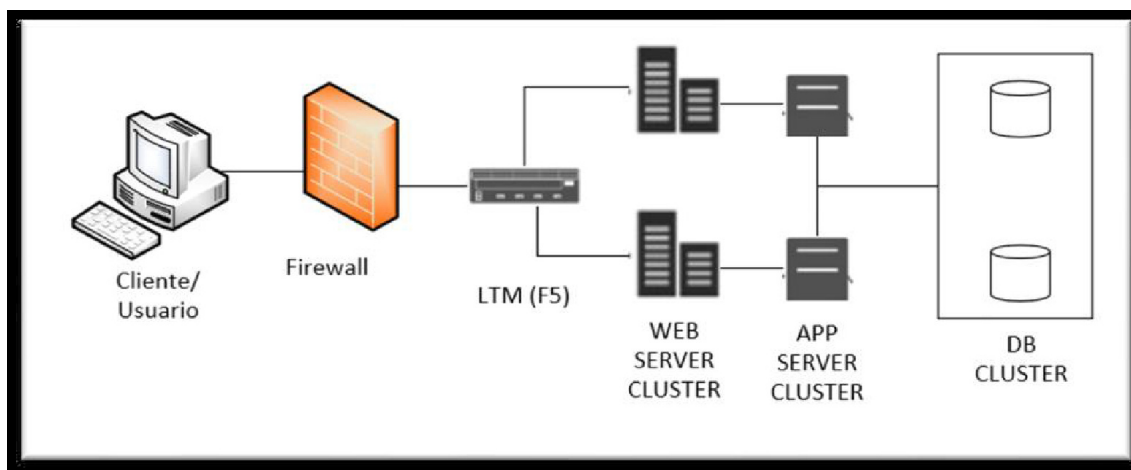 Cliente/
Usuario
Firewall
LTM (F5)
WEB
SERVER
CLUSTER
APP
SERVER
CLUSTER
DB
CLUSTER